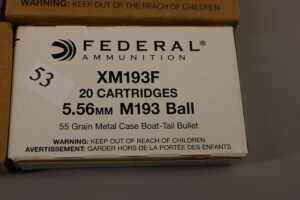 WARNING: KEEP OUT OF THE REACH OF CHILDREN
WARNING: KEEP
FEDERAL
AMMUNITION
53
XM193F
20 CARTRIDGES
5.56MM M193 Ball
55 Grain Metal Case Boat-Tail Bullet
WARNING: KEEP OUT OF REACH OF CHILDREN
AVERTISSEMENT: GARDER HORS DE LA PORTÉE DES ENFANTS